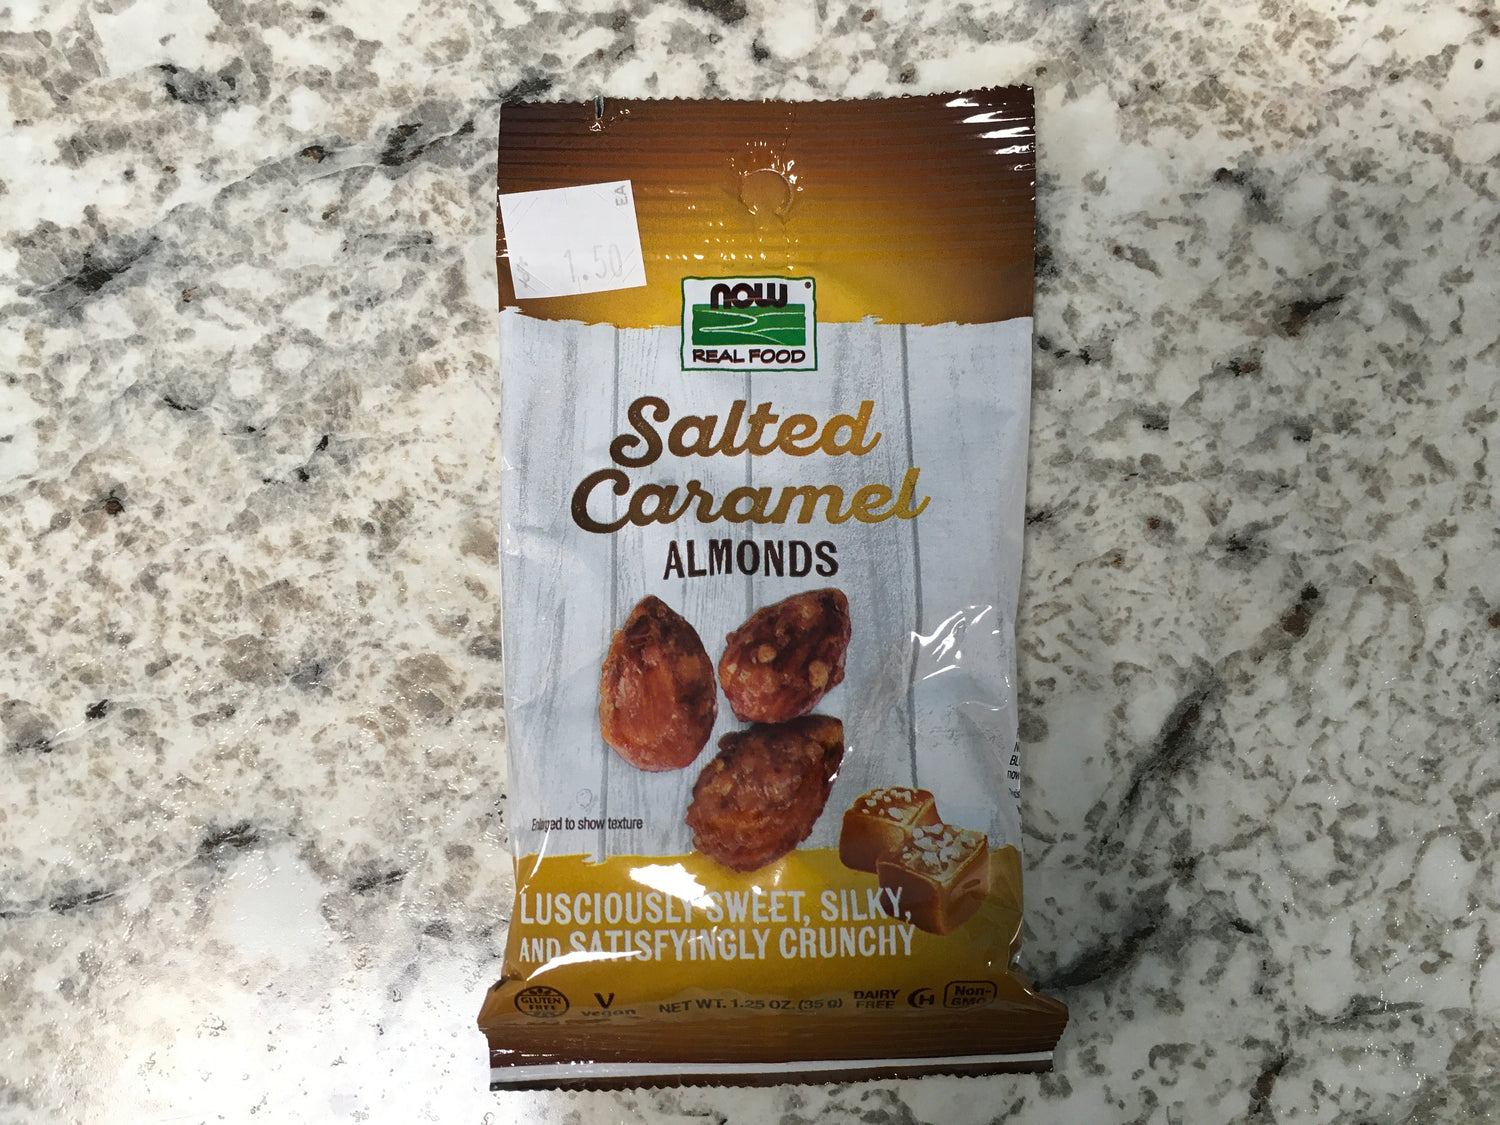 EA
$ 1.50
now®
REAL FOOD
Salted
Caramel
ALMONDS
Enlarged to show texture
LUSCIOUSLY SWEET, SILKY,
AND SATISFYINGLY CRUNCHY
GLUTEN
FREE
V
vegan
NET WT. 1.25 OZ. (35 g)
DAIRY
FREE
H
Non-
GMO